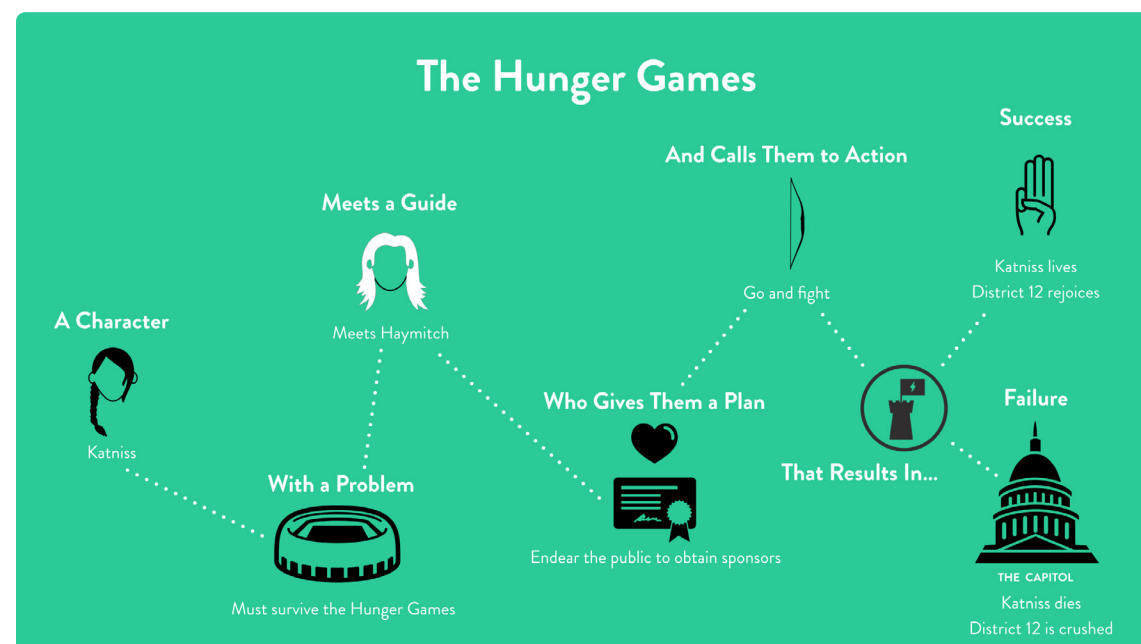 The Hunger Games
A Character
Katniss
With a Problem
Must survive the Hunger Games
Meets a Guide
Meets Haymitch
Who Gives Them a Plan
Endear the public to obtain sponsors
And Calls Them to Action
Go and fight
That Results In...
Success
Katniss lives
District 12 rejoices
Failure
THE CAPITOL
Katniss dies
District 12 is crushed